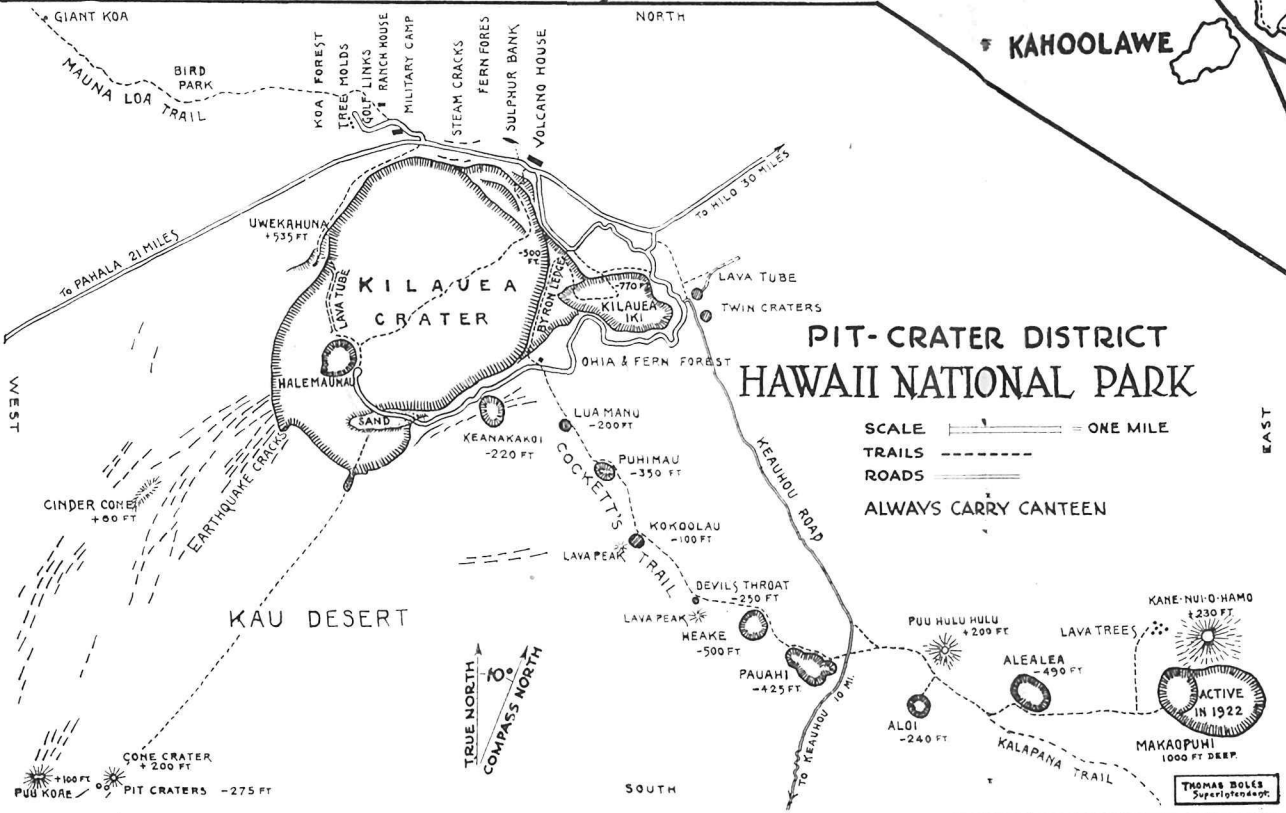 GIANT KOA
NORTH
KAHOOLAWE
MAUNA LOA TRAIL
BIRD
PARK
KOA FOREST
TREE MOLDS
GOLF LINKS
RANCH HOUSE
MILITARY CAMP
STEAM CRACKS
FERN FORES
SULPHUR BANK
VOLCANO HOUSE
TO HILO 30 MILES
UWEKAHUNA
+535 FT
TO PAHALA 21 MILES
-500
FT.
KILAUEA
CRATER
LAVA TUBE
BYRON LEDGE
-770 FT
KILAUEA
IKI
LAVA TUBE
TWIN CRATERS
PIT-CRATER DISTRICT
HAWAII NATIONAL PARK
SCALE = ONE MILE
TRAILS
ROADS
ALWAYS CARRY CANTEEN
WEST
EAST
HALEMAUMAU
OHIA & FERN FOREST
SAND
KEANAKAKOI
-220 FT
LUA MANU
-200 FT
COCKETT'S TRAIL
PUHIMAU
-350 FT
KEAUHOU ROAD
CINDER CONE
+60 FT
EARTHQUAKE CRACKS
KOKOOLAU
-100 FT
LAVA PEAK
DEVILS THROAT
-250 FT
LAVA PEAK
HEAKE
-500 FT
KAU DESERT
PAUAHI
-425 FT.
PUU HULU HULU
+200 FT.
LAVA TREES
KANE-NUI-O-HAMO
+230 FT
ALEALEA
-490 FT
ALOI
-240 FT
ACTIVE
IN 1922
MAKAOPUHI
1000 FT DEEP.
KALAPANA TRAIL
TO KEAUHOU 10 MI.
TRUE NORTH
-10°
COMPASS NORTH
CONE CRATER
+200 FT
+100 FT
PUU KOAE
PIT CRATERS -275 FT
SOUTH
THOMAS BOLES
Superintendent.